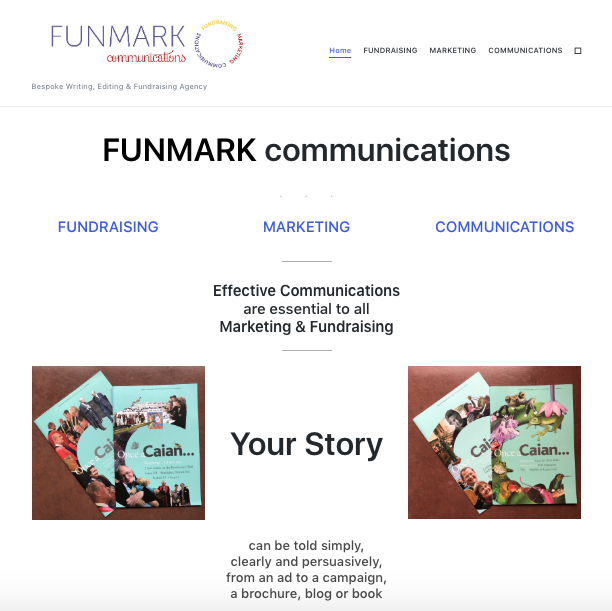 FUNMARK
communications
FUNDRAISING
MARKETING
COMMUNICATIONS
Home FUNDRAISING MARKETING COMMUNICATIONS
Bespoke Writing, Editing & Fundraising Agency
FUNMARK communications
FUNDRAISING MARKETING COMMUNICATIONS
Effective Communications
are essential to all
Marketing & Fundraising
Once a Caian...
Your Story
Once a Caian...
can be told simply,
clearly and persuasively,
from an ad to a campaign,
a brochure, blog or book